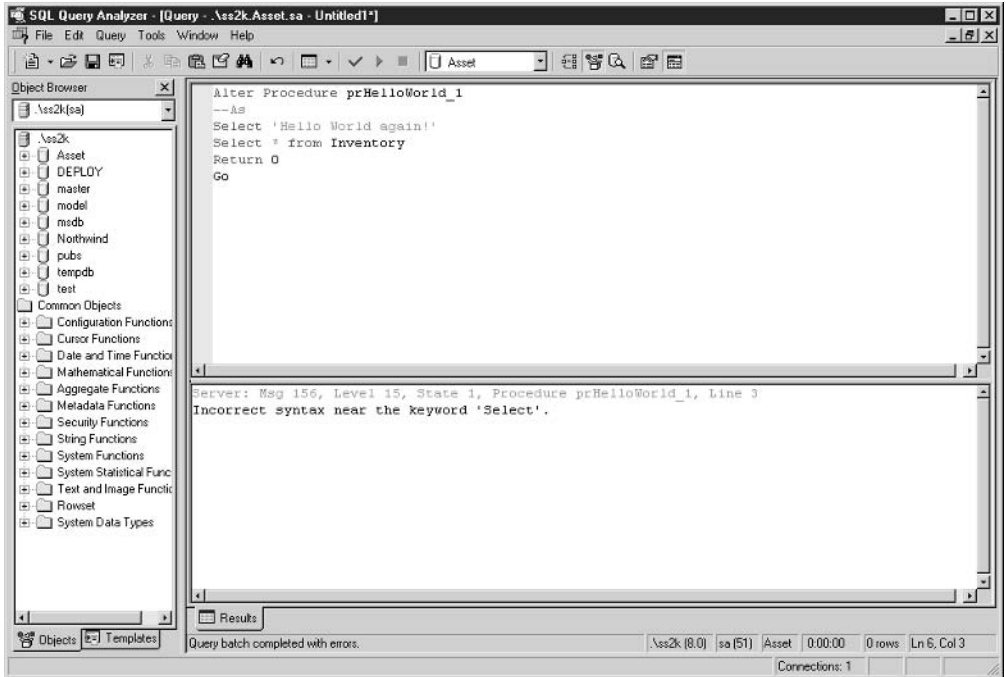 SQL Query Analyzer - [Query - .\ss2k.Asset.sa - Untitled1*]
File Edit Query Tools Window Help
Asset
Object Browser
.\ss2k(sa)
.\ss2k
Asset
DEPLOY
master
model
msdb
Northwind
pubs
tempdb
test
Common Objects
Configuration Functions
Cursor Functions
Date and Time Function
Mathematical Functions
Aggregate Functions
Metadata Functions
Security Functions
String Functions
System Functions
System Statistical Func
Text and Image Functio
Rowset
System Data Types
Objects Templates
Alter Procedure prHelloWorld_1
--As
Select 'Hello World again!'
Select * from Inventory
Return 0
Go
Server: Msg 156, Level 15, State 1, Procedure prHelloWorld_1, Line 3
Incorrect syntax near the keyword 'Select'.
Results
Query batch completed with errors. .\ss2k (8.0) sa (51) Asset 0:00:00 0 rows Ln 6, Col 3
Connections: 1